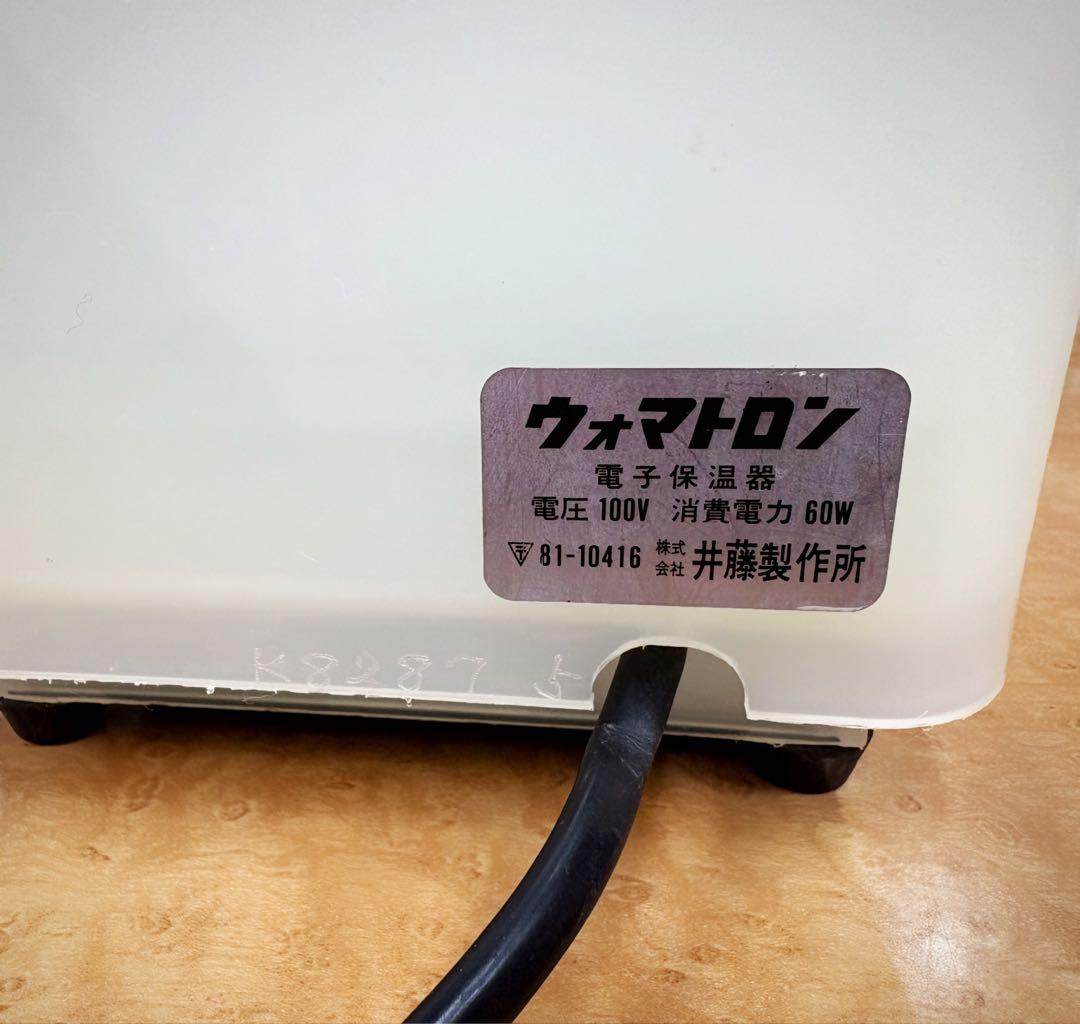 ウォマトロン
電子保温器
電圧 100V 消費電力 60W
〒 81-10416 株式会社 井藤製作所
K8287